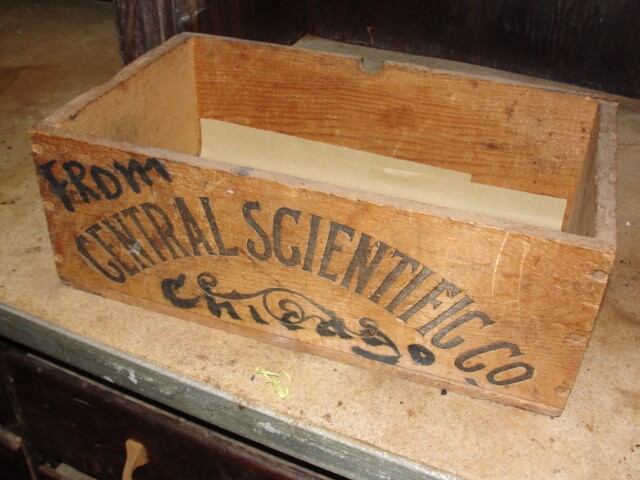 FROM
CENTRAL SCIENTIFIC CO
Chicago.